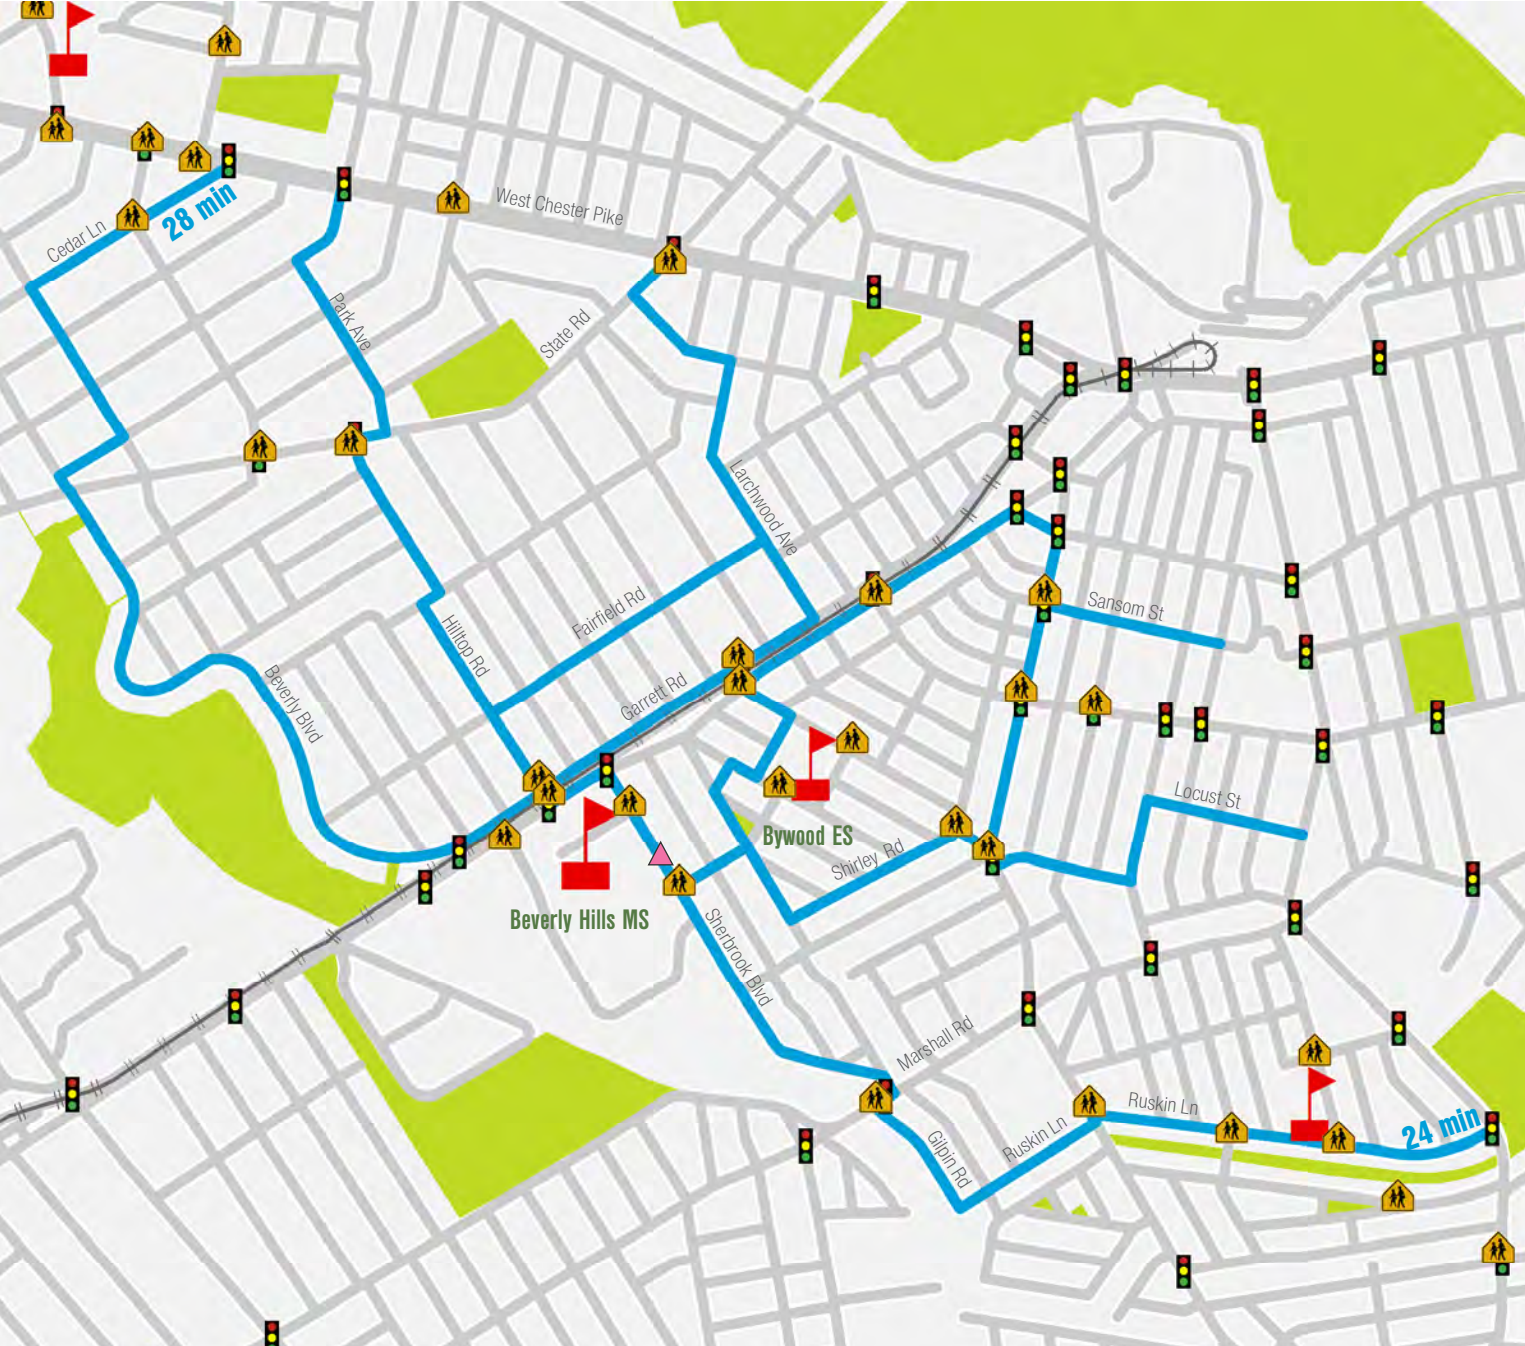 West Chester Pike
28 min
Cedar Ln
Park Ave
State Rd
Larchwood Ave
Fairfield Rd
Sansom St
Hilltop Rd
Beverly Blvd
Garrett Rd
Locust St
Bywood ES
Shirley Rd
Beverly Hills MS
Sherbrook Blvd
Marshall Rd
Ruskin Ln
24 min
Ruskin Ln
Gilpin Rd